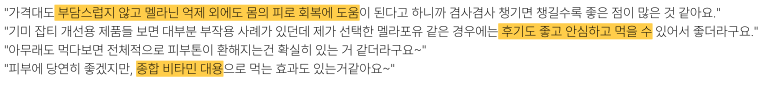 "가격대도 부담스럽지 않고 멜라닌 억제 외에도 몸의 피로 회복에 도움이 된다고 하니까 겸사겸사 챙기면 챙길수록 좋은 점이 많은 것 같아요."
"기미 잡티 개선용 제품들 보면 대부분 부작용 사례가 있던데 제가 선택한 멜라포유 같은 경우에는 후기도 좋고 안심하고 먹을 수 있어서 좋더라구요."
"아무래도 먹다보면 전체적으로 피부톤이 환해지는건 확실히 있는 거 같더라구요~"
"피부에 당연히 좋겠지만, 종합 비타민 대용으로 먹는 효과도 있는거같아요~"